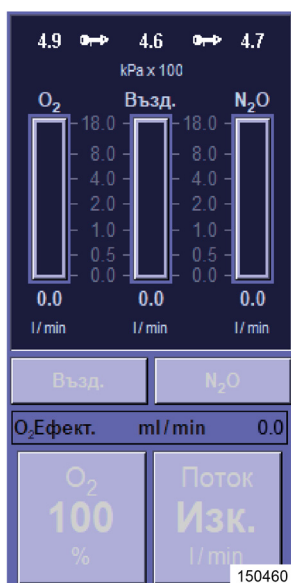 4.9 4.6 4.7
kPa x 100
O₂ Възд. N₂O
18.0 18.0
8.0 8.0
4.0 4.0
2.0 2.0
1.0 1.0
0.5 0.5
0.0 0.0
0.0 0.0 0.0
l/min l/min l/min
Възд. N₂O
O₂Ефект. ml/min 0.0
O₂ Поток
100 Изк.
% l/min
150460